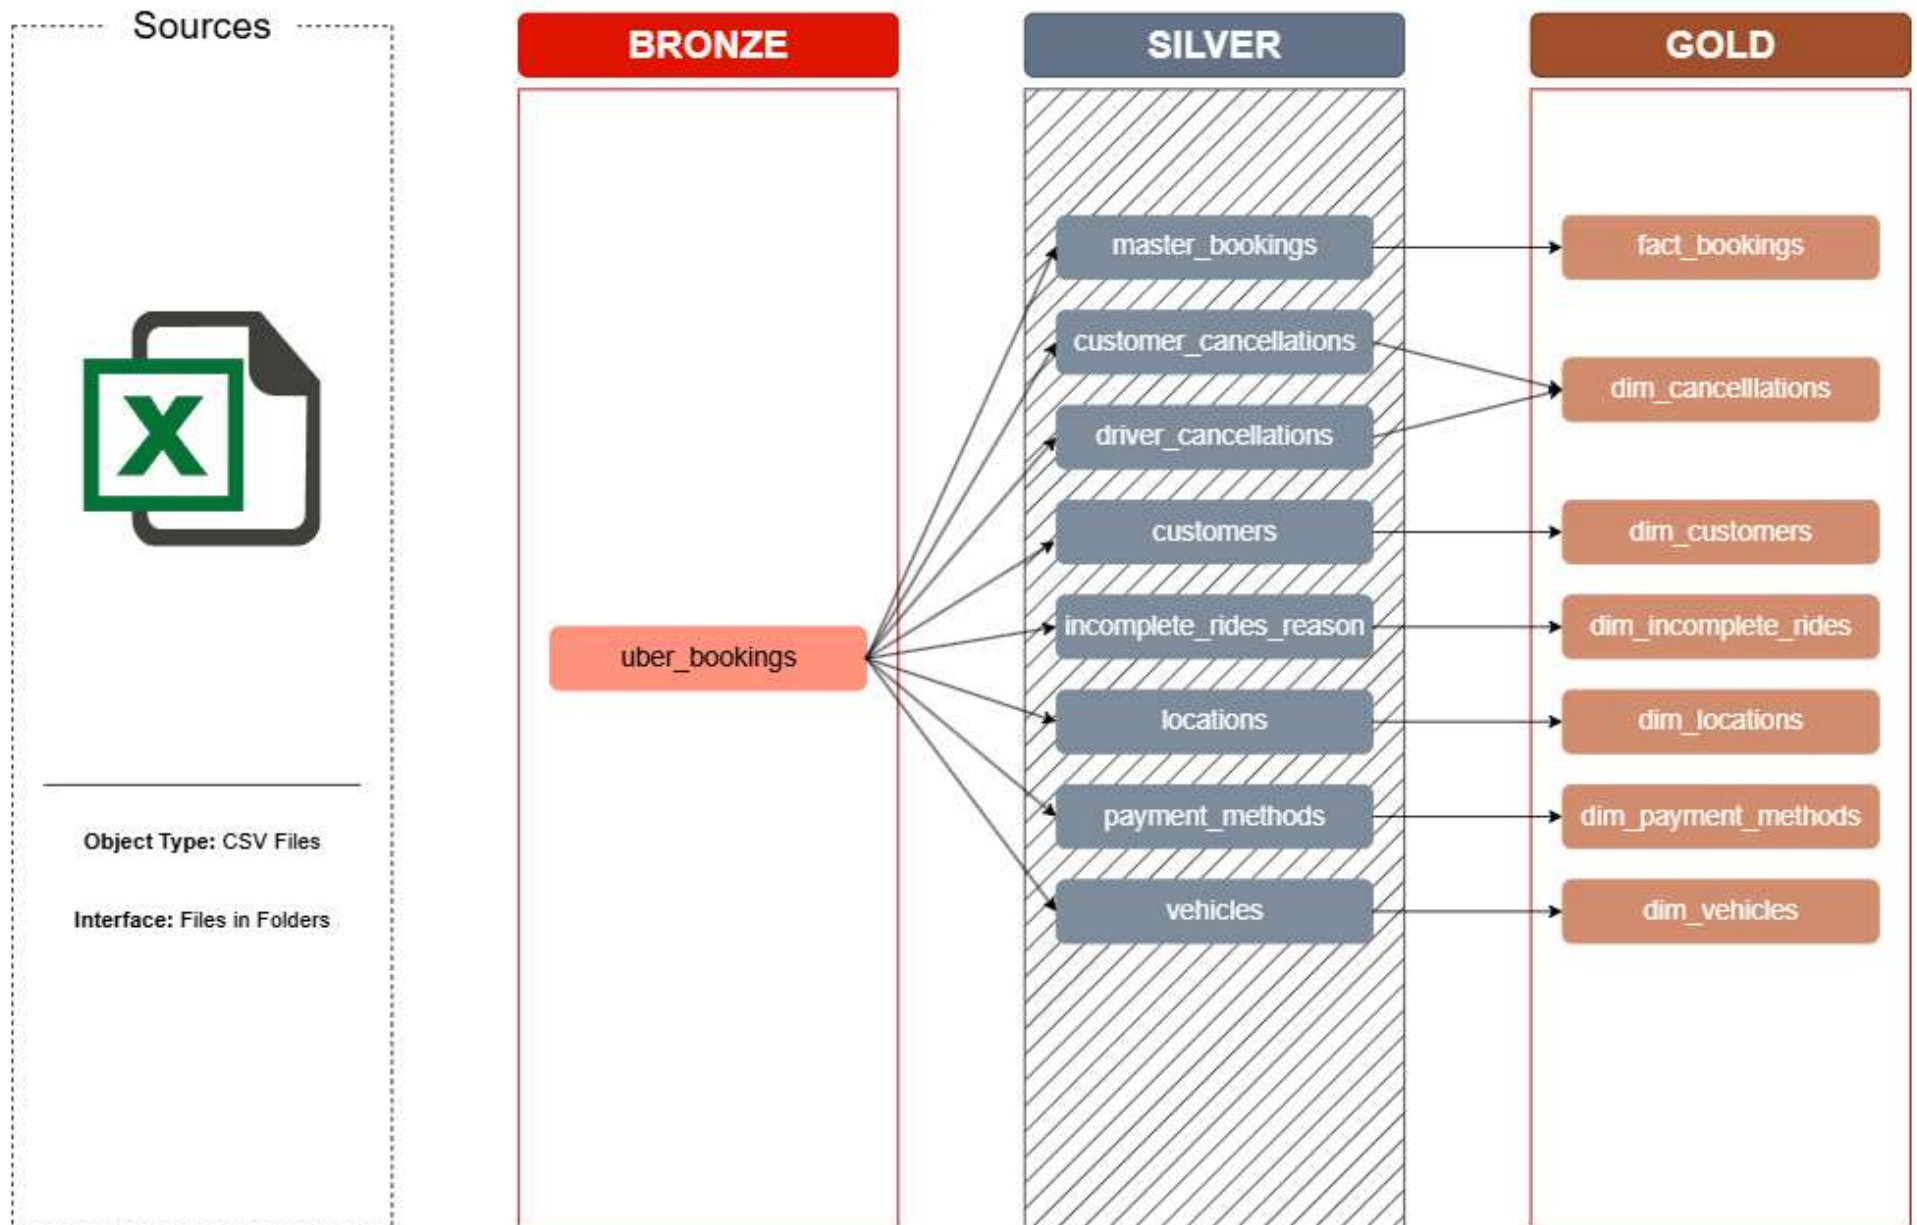 Sources
BRONZE
SILVER
GOLD
X
Object Type: CSV Files
Interface: Files in Folders
uber_bookings
master_bookings
customer_cancellations
driver_cancellations
customers
incomplete_rides_reason
locations
payment_methods
vehicles
fact_bookings
dim_cancelllations
dim_customers
dim_incomplete_rides
dim_locations
dim_payment_methods
dim_vehicles